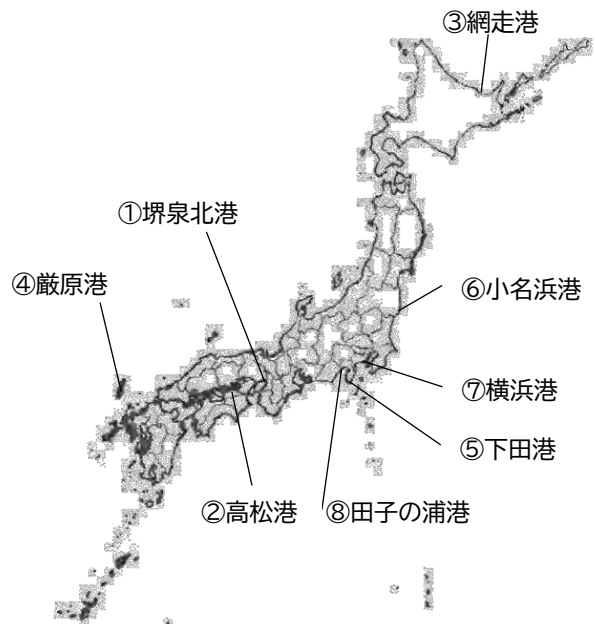 ③網走港
①堺泉北港
④厳原港
⑥小名浜港
⑦横浜港
⑤下田港
②高松港
⑧田子の浦港